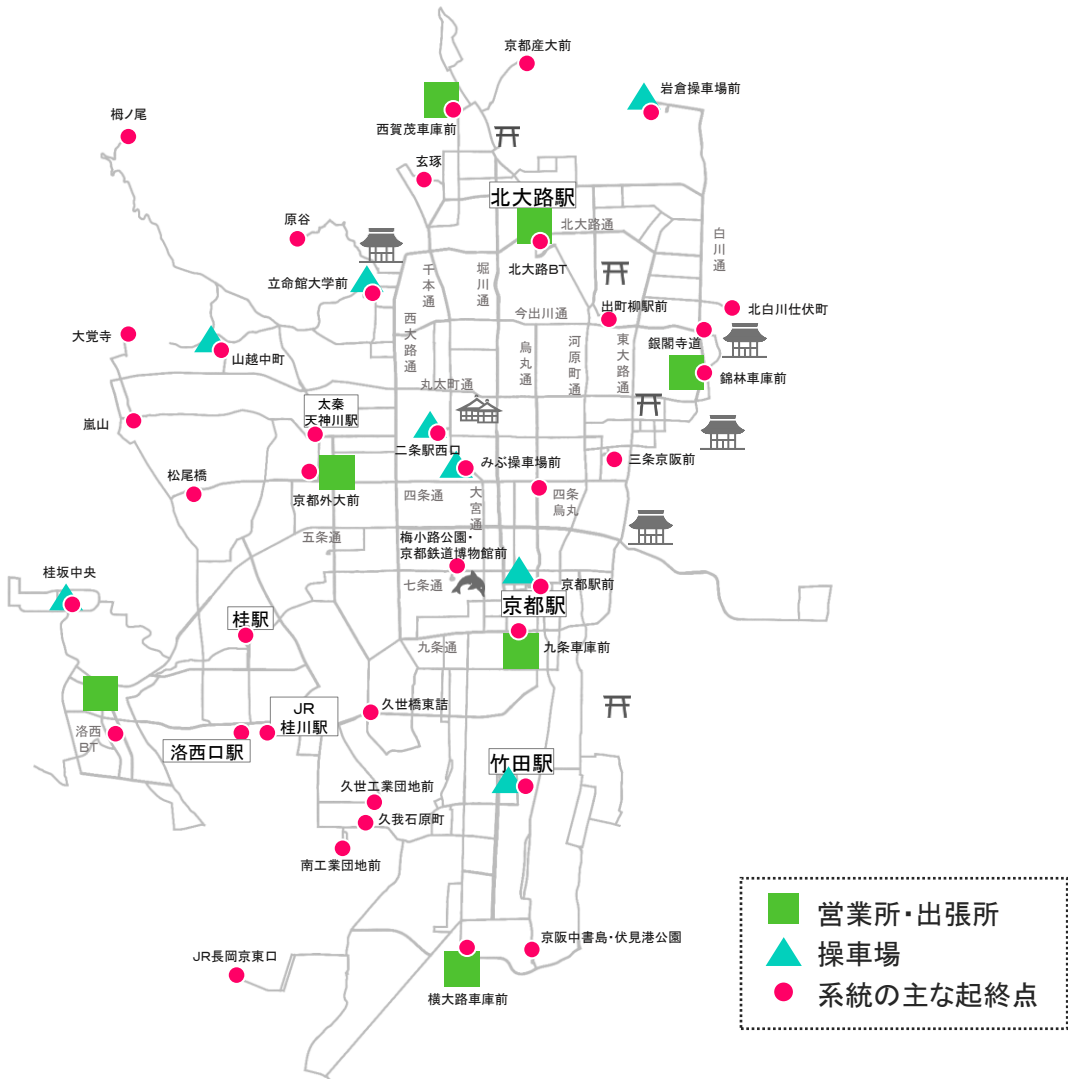 京都産大前
岩倉操車場前
栂ノ尾
西賀茂車庫前
玄琢
北大路駅
原谷
北大路通
白川通
立命館大学前
千本通
堀川通
北大路BT
出町柳駅前
北白川仕伏町
今出川通
西大路通
大覚寺
山越中町
烏丸通
河原町通
東大路通
銀閣寺道
錦林車庫前
丸太町通
太秦
天神川駅
嵐山
二条駅西口
みぶ操車場前
三条京阪前
松尾橋
京都外大前
四条通
大宮通
四条
烏丸
五条通
梅小路公園・
京都鉄道博物館前
桂坂中央
七条通
京都駅前
京都駅
桂駅
九条通
九条車庫前
JR
桂川駅
久世橋東詰
洛西
BT
洛西口駅
竹田駅
久世工業団地前
久我石原町
南工業団地前
営業所・出張所
操車場
系統の主な起終点
京阪中書島・伏見港公園
JR長岡京東口
横大路車庫前